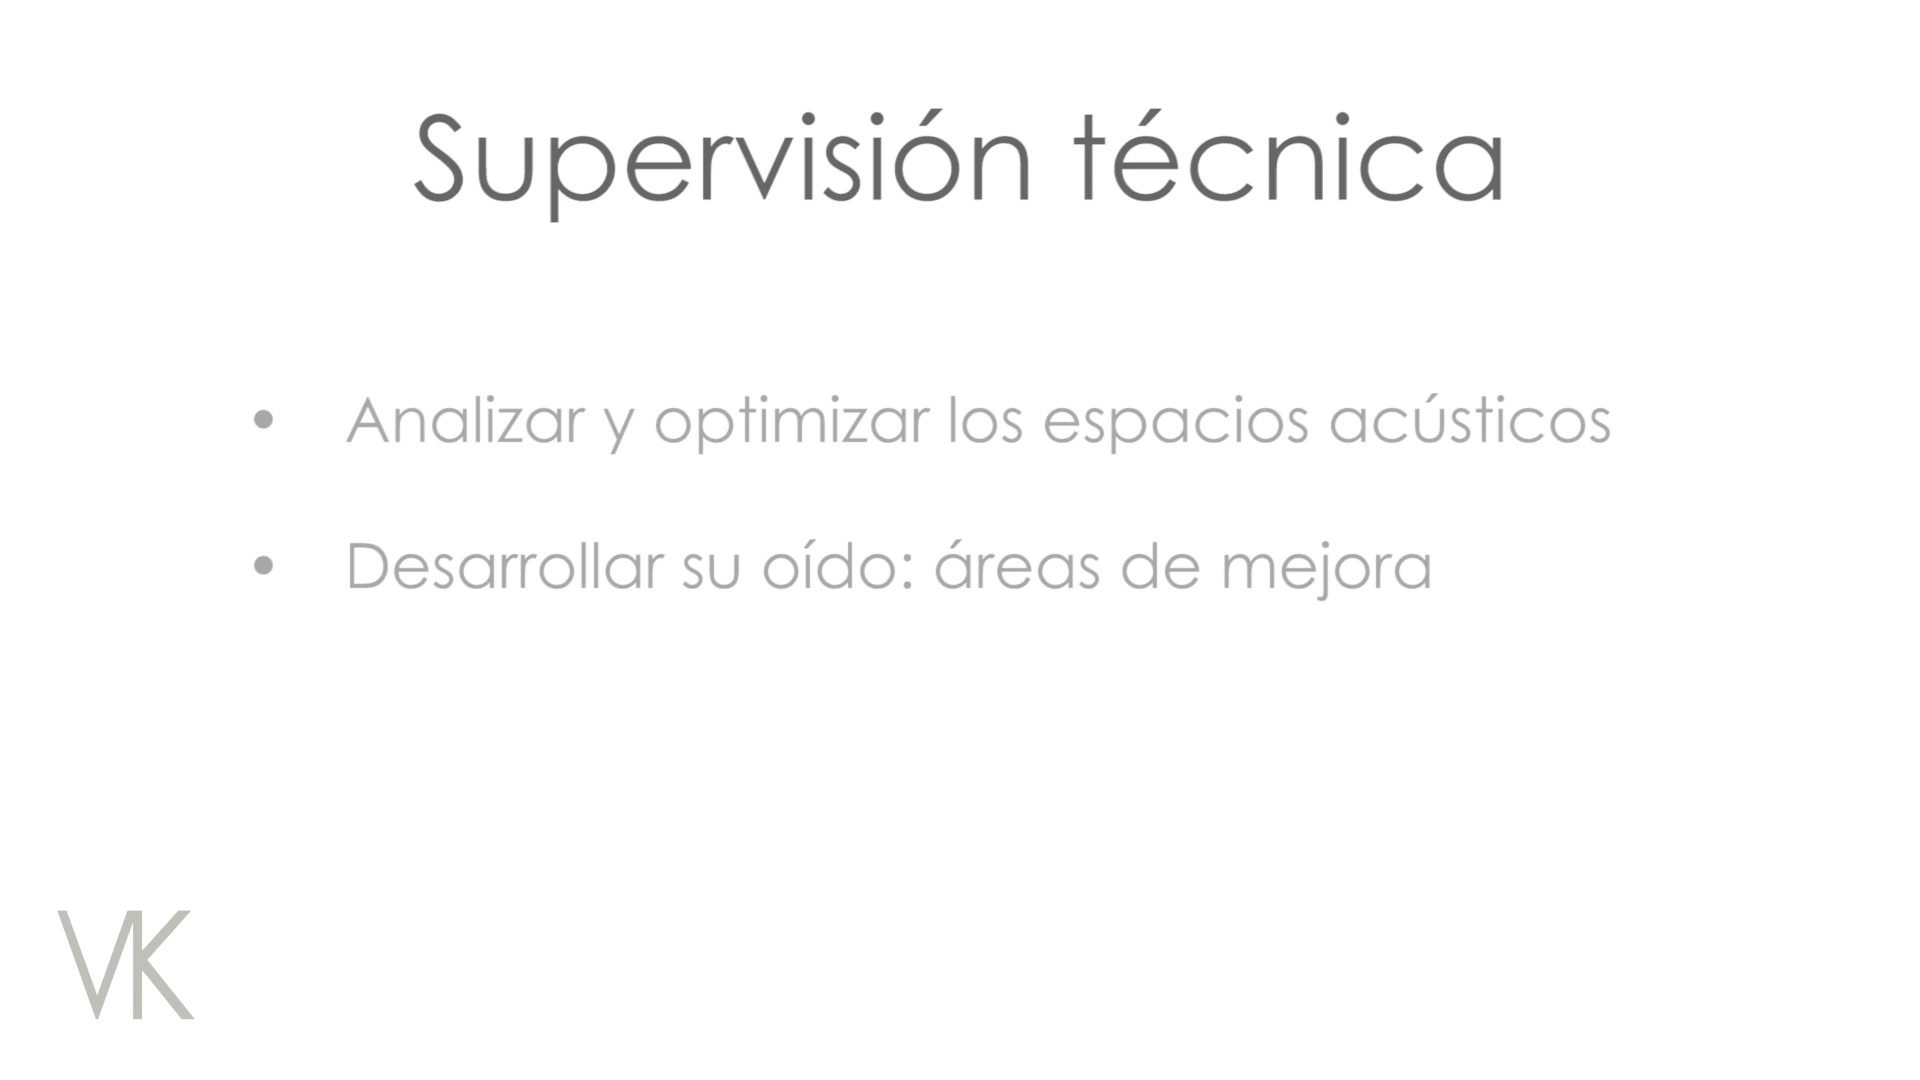 Supervisión técnica
• Analizar y optimizar los espacios acústicos
• Desarrollar su oído: áreas de mejora
VK